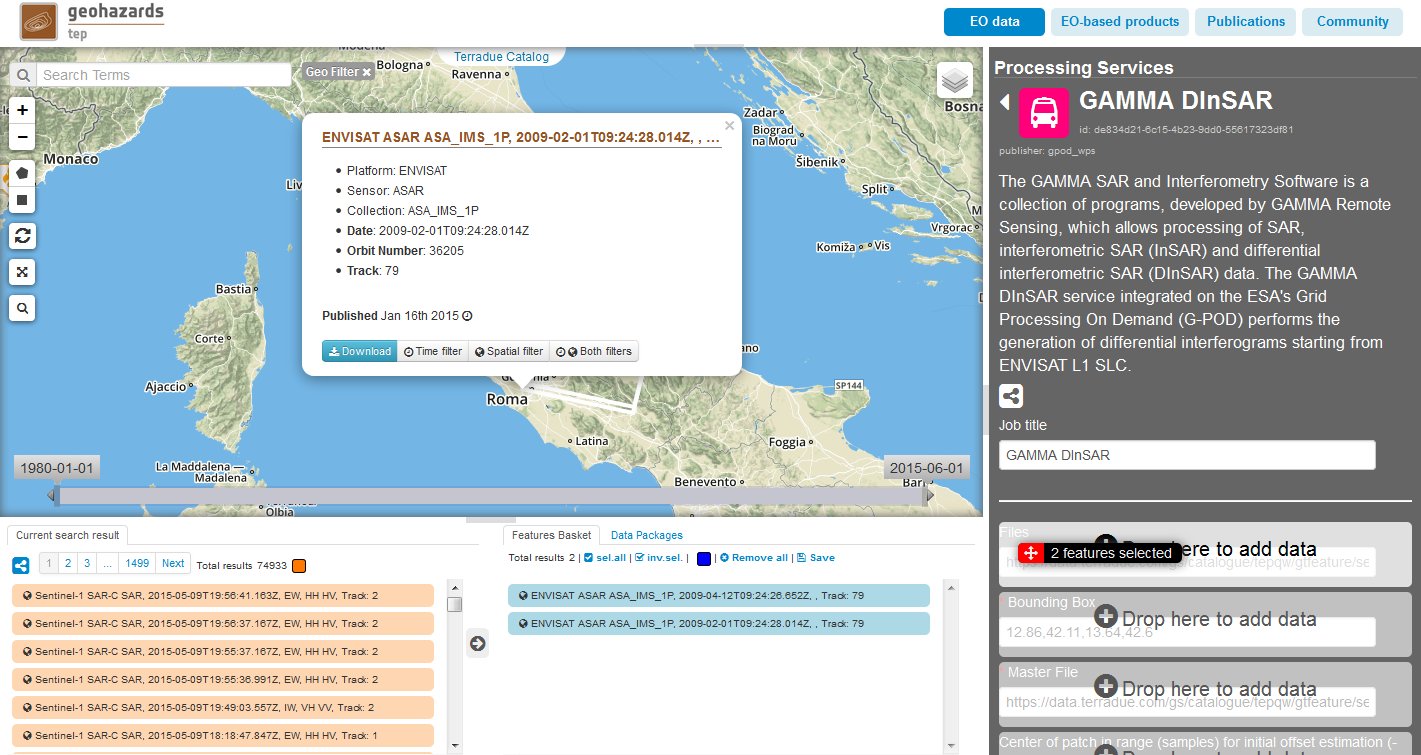 geohazards
tep
EO data
EO-based products
Publications
Community
Terradue Catalog
Search Terms
Geo Filter ×
Bologna
Ravenna
Monaco
Zadar
Biograd
na Moru
Šibenik
Split
Komiža
Vis
Vrgorac
Bosna
Liv
Bastia
Corte
Ajaccio
La Maddalena —
Maddalena
Olbia
Roma
Latina
Foggia
Benevento
SP144
ano
Bari
+
−
ENVISAT ASAR ASA_IMS_1P, 2009-02-01T09:24:28.014Z, , ...
×
• Platform: ENVISAT
• Sensor: ASAR
• Collection: ASA_IMS_1P
• Date: 2009-02-01T09:24:28.014Z
• Orbit Number: 36205
• Track: 79
Published Jan 16th 2015
Download
Time filter
Spatial filter
Both filters
1980-01-01
2015-06-01
Current search result
1
2
3
...
1499
Next
Total results 74933
Sentinel-1 SAR-C SAR, 2015-05-09T19:56:41.163Z, EW, HH HV, Track: 2
Sentinel-1 SAR-C SAR, 2015-05-09T19:56:37.167Z, EW, HH HV, Track: 2
Sentinel-1 SAR-C SAR, 2015-05-09T19:55:37.167Z, EW, HH HV, Track: 2
Sentinel-1 SAR-C SAR, 2015-05-09T19:55:36.991Z, EW, HH HV, Track: 2
Sentinel-1 SAR-C SAR, 2015-05-09T19:49:03.557Z, IW, VH VV, Track: 2
Sentinel-1 SAR-C SAR, 2015-05-09T18:18:47.847Z, EW, HH HV, Track: 1
Features Basket
Data Packages
Total results 2 | sel.all | inv.sel. | Remove all | Save
ENVISAT ASAR ASA_IMS_1P, 2009-04-12T09:24:26.652Z, , Track: 79
ENVISAT ASAR ASA_IMS_1P, 2009-02-01T09:24:28.014Z, , Track: 79
Processing Services
GAMMA DInSAR
id: de834d21-6c15-4b23-9dd0-55617323df81
publisher: gpod_wps
The GAMMA SAR and Interferometry Software is a
collection of programs, developed by GAMMA Remote
Sensing, which allows processing of SAR,
interferometric SAR (InSAR) and differential
interferometric SAR (DInSAR) data. The GAMMA
DInSAR service integrated on the ESA's Grid
Processing On Demand (G-POD) performs the
generation of differential interferograms starting from
ENVISAT L1 SLC.
Job title
GAMMA DInSAR
Files
Drop here to add data
2 features selected
* Bounding Box
Drop here to add data
12.86,42.11,13.64,42.6
* Master File
Drop here to add data
https://data.terradue.com/gs/catalogue/tepqw/gtfeature/se
Center of patch in range (samples) for initial offset estimation (-